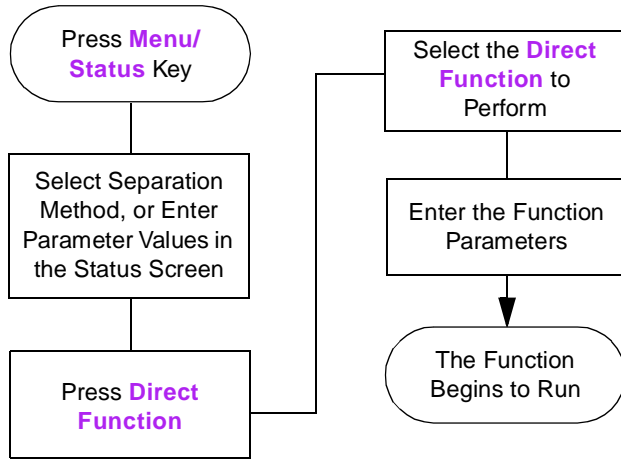 Press Menu/
Status Key
Select Separation
Method, or Enter
Parameter Values in
the Status Screen
Press Direct
Function
Select the Direct
Function to
Perform
Enter the Function
Parameters
The Function
Begins to Run